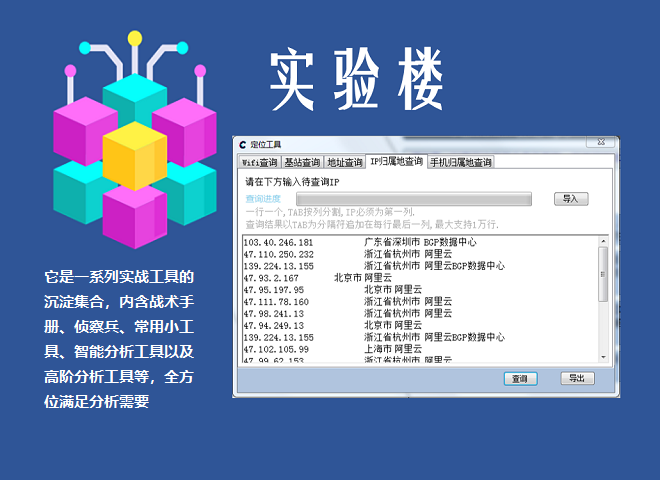 实验楼
定位工具
Wifi查询 基站查询 地址查询 IP归属地查询 手机归属地查询
请在下方输入待查询IP
查询进度 导入
一行一个,TAB按列分割,IP必须为第一列.
查询结果以TAB为分隔符追加在每行最后一列,最大支持1万行.
103.40.246.181 广东省深圳市 BGP数据中心
47.110.250.232 浙江省杭州市 阿里云
139.224.13.155 浙江省杭州市 阿里云BGP数据中心
47.93.2.167 北京市 阿里云
47.95.197.95 北京市 阿里云
47.111.78.160 浙江省杭州市 阿里云
47.98.241.13 浙江省杭州市 阿里云
47.94.249.13 北京市 阿里云
139.224.13.155 浙江省杭州市 阿里云BGP数据中心
47.102.105.99 上海市 阿里云
47.99.62.153 浙江省杭州市 阿里云
查询 导出
它是一系列实战工具的
沉淀集合，内含战术手
册、侦察兵、常用小工
具、智能分析工具以及
高阶分析工具等，全方
位满足分析需要